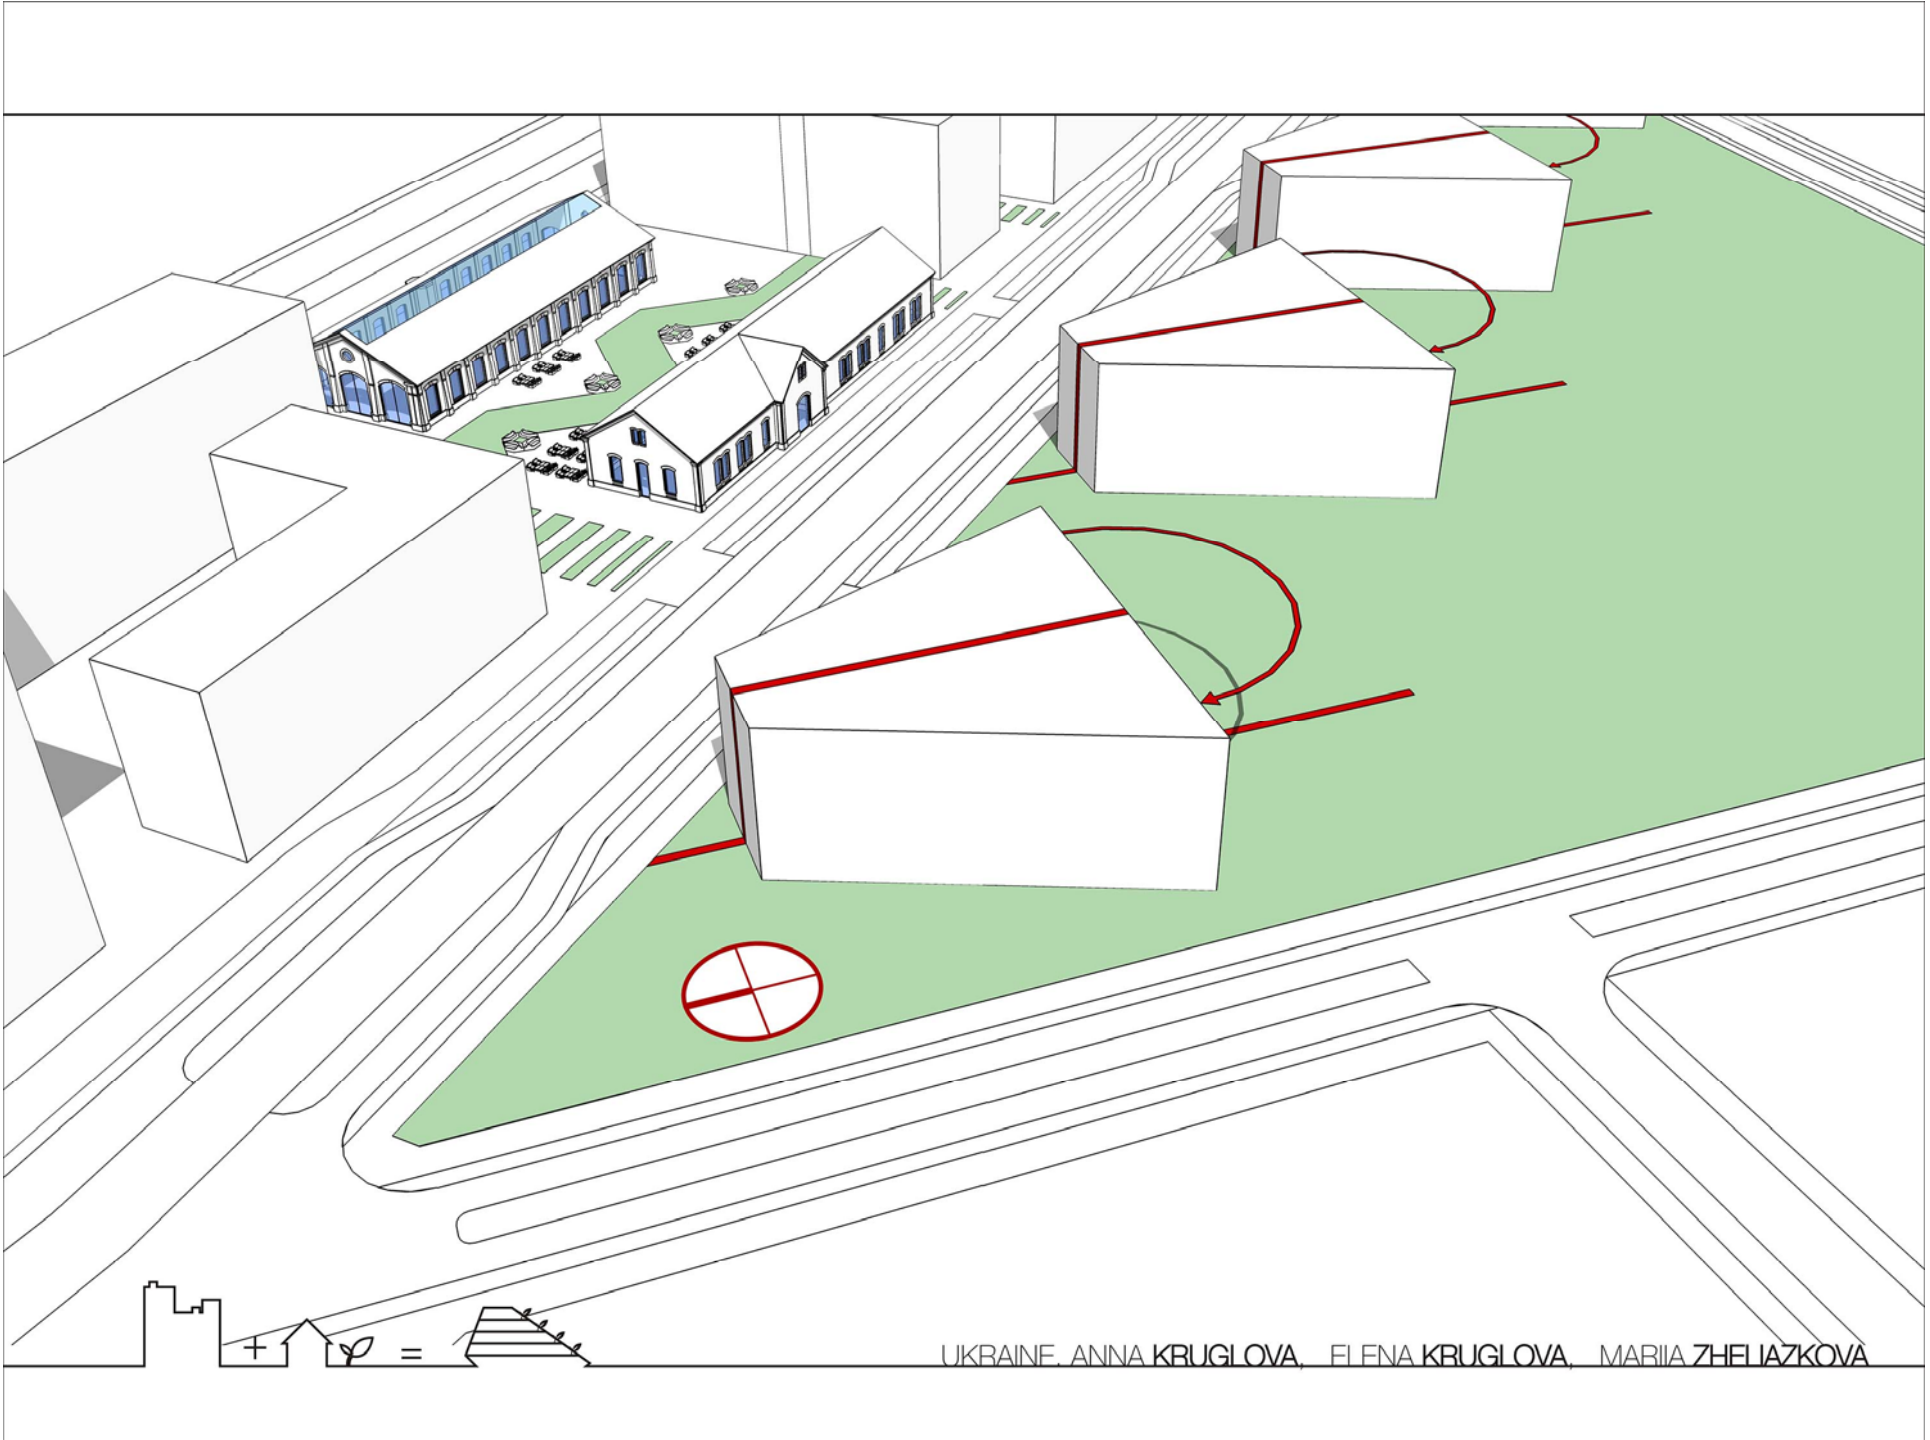 + =
UKRAINE. ANNA KRUGLOVA, ELENA KRUGLOVA, MARIIA ZHELIAZKOVA